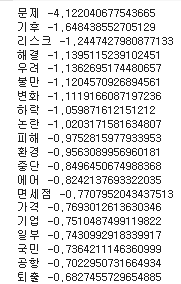 문제 -4.122040677543665
기후 -1.648438552705129
리스크 -1.2447427980877133
해결 -1.1395115239102451
우려 -1.1362695174480657
불만 -1.1204570926894561
변화 -1.1119166087197236
하락 -1.059871612151212
논란 -1.0203171581634807
피해 -0.9752815977933953
환경 -0.9563089956960181
중단 -0.8496450674988368
에어 -0.8242137693322035
면세점 -0.7707952043437513
가격 -0.7693012613630346
기업 -0.7510487499119822
일부 -0.7430992918339917
국민 -0.7364211146360999
공항 -0.7022950731664934
퇴출 -0.6827455729654885